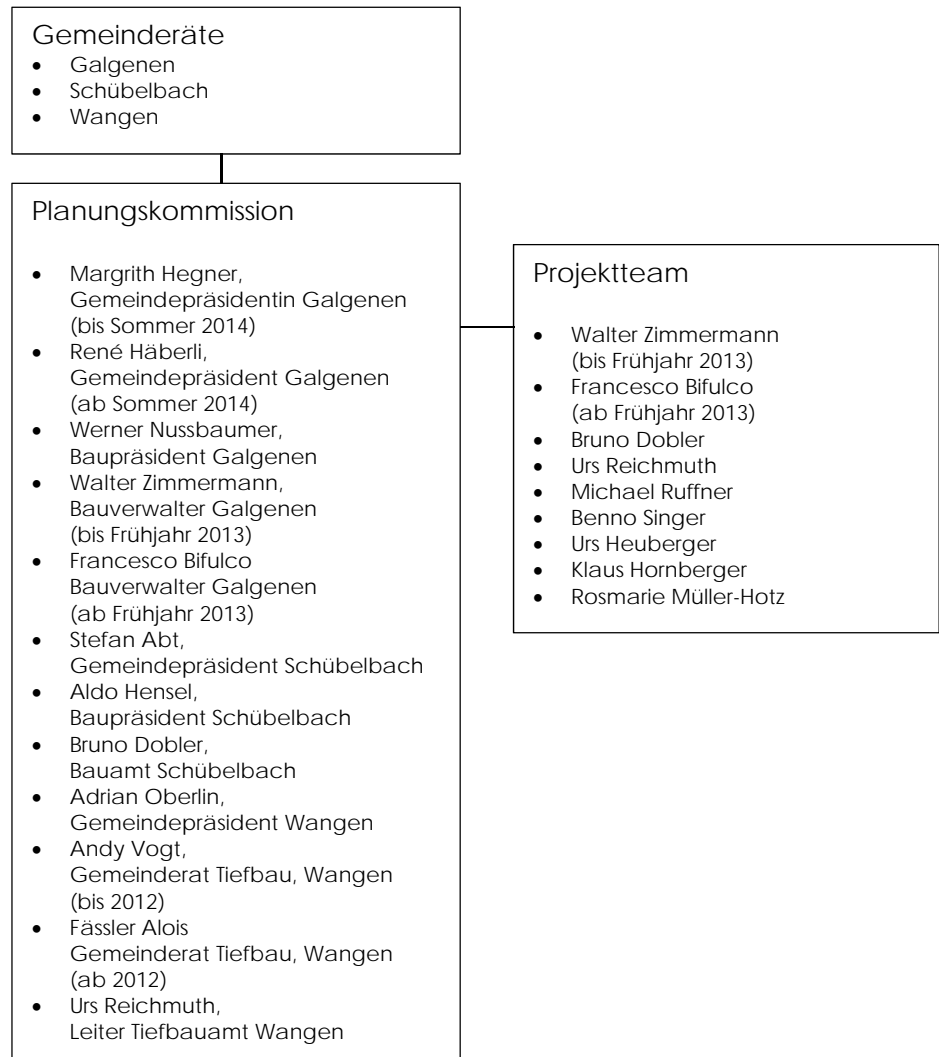 Gemeinderäte
• Galgenen
• Schübelbach
• Wangen
Planungskommission
• Margrith Hegner,
Gemeindepräsidentin Galgenen
(bis Sommer 2014)
• René Häberli,
Gemeindepräsident Galgenen
(ab Sommer 2014)
• Werner Nussbaumer,
Baupräsident Galgenen
• Walter Zimmermann,
Bauverwalter Galgenen
(bis Frühjahr 2013)
• Francesco Bifulco
Bauverwalter Galgenen
(ab Frühjahr 2013)
• Stefan Abt,
Gemeindepräsident Schübelbach
• Aldo Hensel,
Baupräsident Schübelbach
• Bruno Dobler,
Bauamt Schübelbach
• Adrian Oberlin,
Gemeindepräsident Wangen
• Andy Vogt,
Gemeinderat Tiefbau, Wangen
(bis 2012)
• Fässler Alois
Gemeinderat Tiefbau, Wangen
(ab 2012)
• Urs Reichmuth,
Leiter Tiefbauamt Wangen
Projektteam
• Walter Zimmermann
(bis Frühjahr 2013)
• Francesco Bifulco
(ab Frühjahr 2013)
• Bruno Dobler
• Urs Reichmuth
• Michael Ruffner
• Benno Singer
• Urs Heuberger
• Klaus Hornberger
• Rosmarie Müller-Hotz